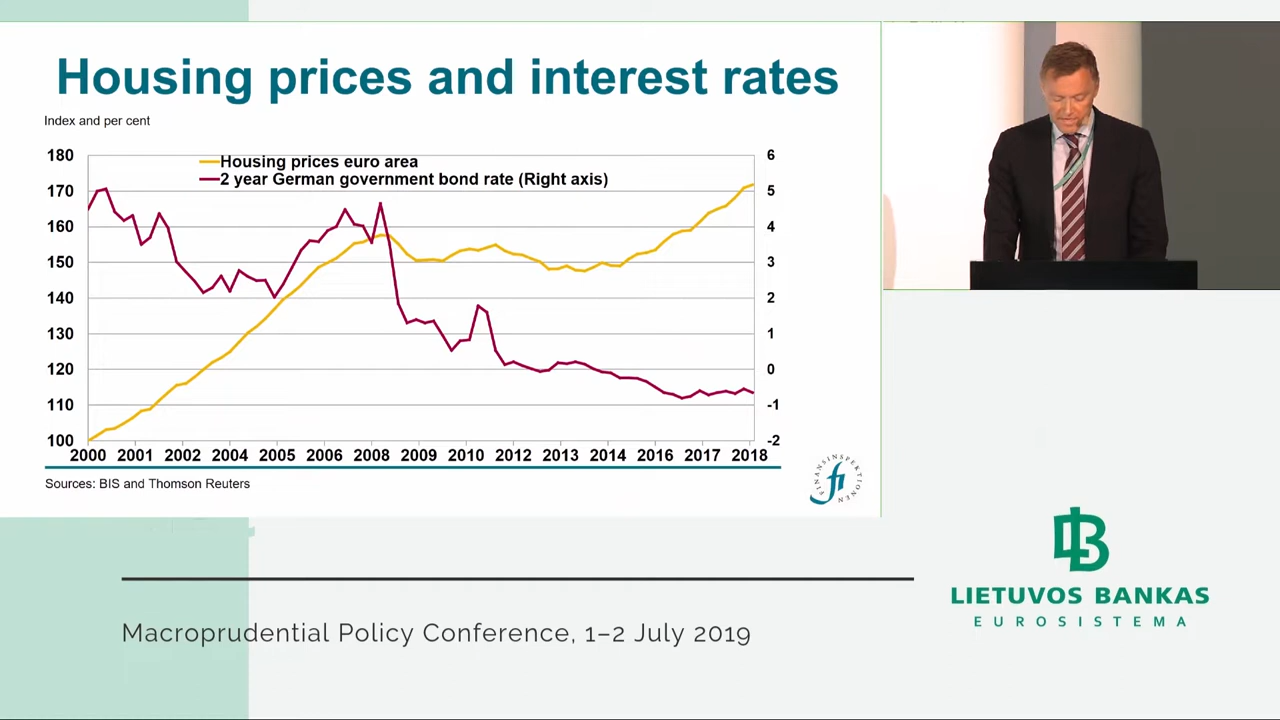 Housing prices and interest rates
Index and per cent
Housing prices euro area
2 year German government bond rate (Right axis)
180
170
160
150
140
130
120
110
100
6
5
4
3
2
1
0
-1
-2
2000 2001 2002 2004 2005 2006 2008 2009 2010 2012 2013 2014 2016 2017 2018
Sources: BIS and Thomson Reuters
FINANSINSPEKTIONEN
fi
LIETUVOS BANKAS
EUROSISTEMA
Macroprudential Policy Conference, 1–2 July 2019